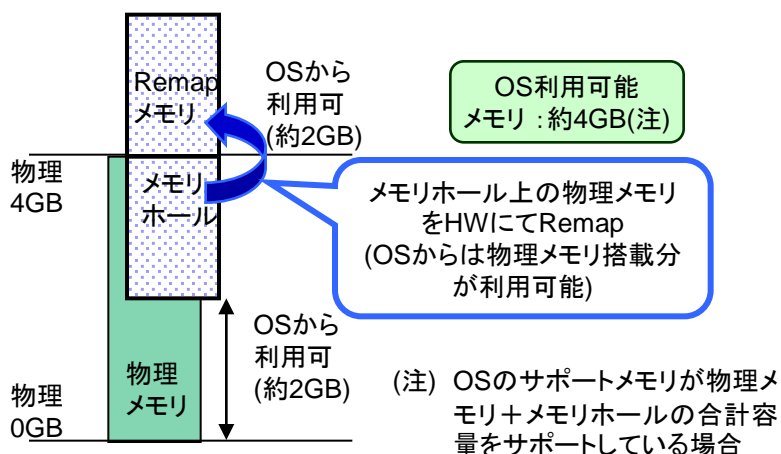 Remap
メモリ
OSから
利用可
(約2GB)
OS利用可能
メモリ：約4GB(注)
物理
4GB
メモリ
ホール
メモリホール上の物理メモリ
をHWにてRemap
(OSからは物理メモリ搭載分
が利用可能)
OSから
利用可
(約2GB)
物理
メモリ
物理
0GB
(注) OSのサポートメモリが物理メ
モリ＋メモリホールの合計容
量をサポートしている場合